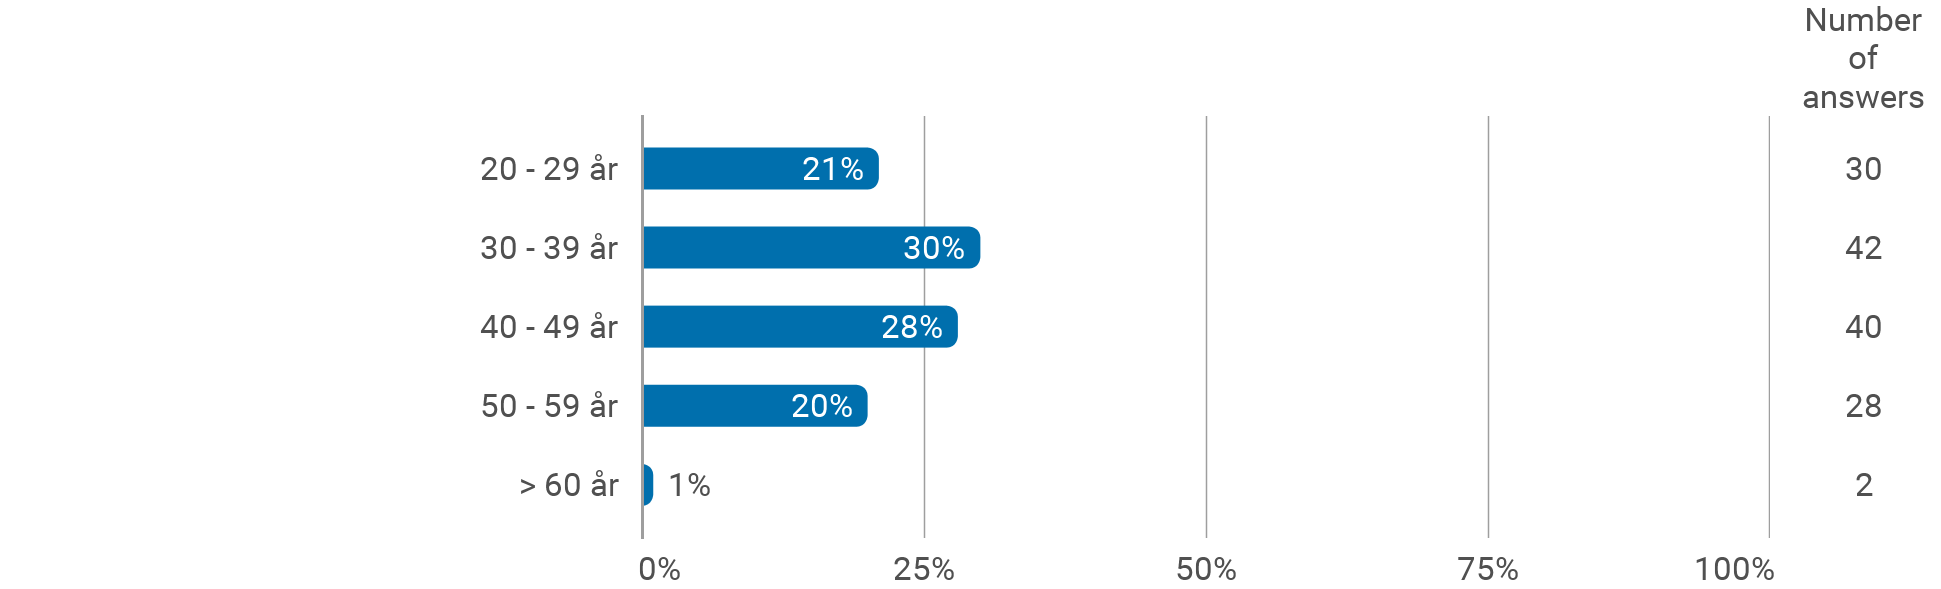 Number
of
answers
20 - 29 år 21% 30
30 - 39 år 30% 42
40 - 49 år 28% 40
50 - 59 år 20% 28
> 60 år 1% 2
0% 25% 50% 75% 100%